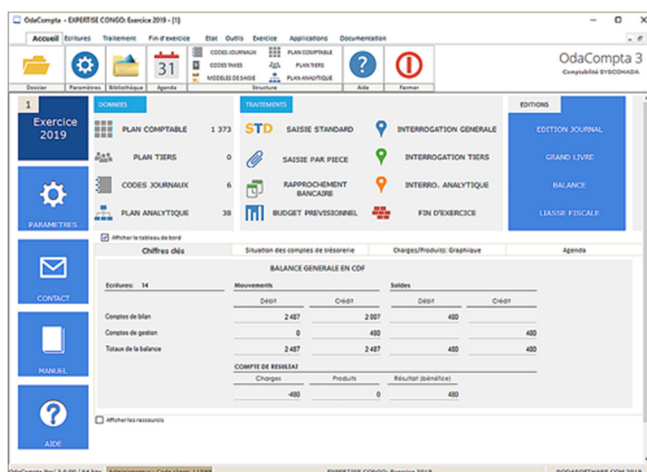 OdaCompta - EXPERTISE CONGO: Exercice 2019 - [1]
Accueil Ecritures Traitement Fin d'exercice Etat Outils Exercice Applications Documentation
CODES JOURNAUX PLAN COMPTABLE
CODES TAXES PLAN TIERS
MODELES DE SAISIE PLAN ANALYTIQUE
31
Dossier Paramètres Bibliothèque Agenda Structure Aide Fermer
OdaCompta 3
Comptabilité SYSCOHADA
1
Exercice
2019
PARAMETRES
CONTACT
MANUEL
AIDE
DONNEES
PLAN COMPTABLE 1 373
PLAN TIERS 0
CODES JOURNAUX 6
PLAN ANALYTIQUE 38
TRAITEMENTS
STD SAISIE STANDARD INTERROGATION GENERALE
SAISIE PAR PIECE INTERROGATION TIERS
RAPPROCHEMENT
BANCAIRE INTERRO. ANALYTIQUE
BUDGET PREVISIONNEL FIN D'EXERCICE
EDITIONS
EDITION JOURNAL
GRAND LIVRE
BALANCE
LIASSE FISCALE
Afficher le tableau de bord
Chiffres clés Situation des comptes de trésorerie Charges/Produits: Graphique Agenda
BALANCE GENERALE EN CDF
Ecritures: 14 Mouvements Soldes
Débit Crédit Débit Crédit
Comptes de bilan 2 487 2 007 480
Comptes de gestion 0 480 480
Totaux de la balance 2 487 2 487 480 480
COMPTE DE RESULTAT
Charges Produits Résultat (bénéfice)
-480 0 480
Afficher les raccourcis
EXPERTISE CONGO: Exercice 2019